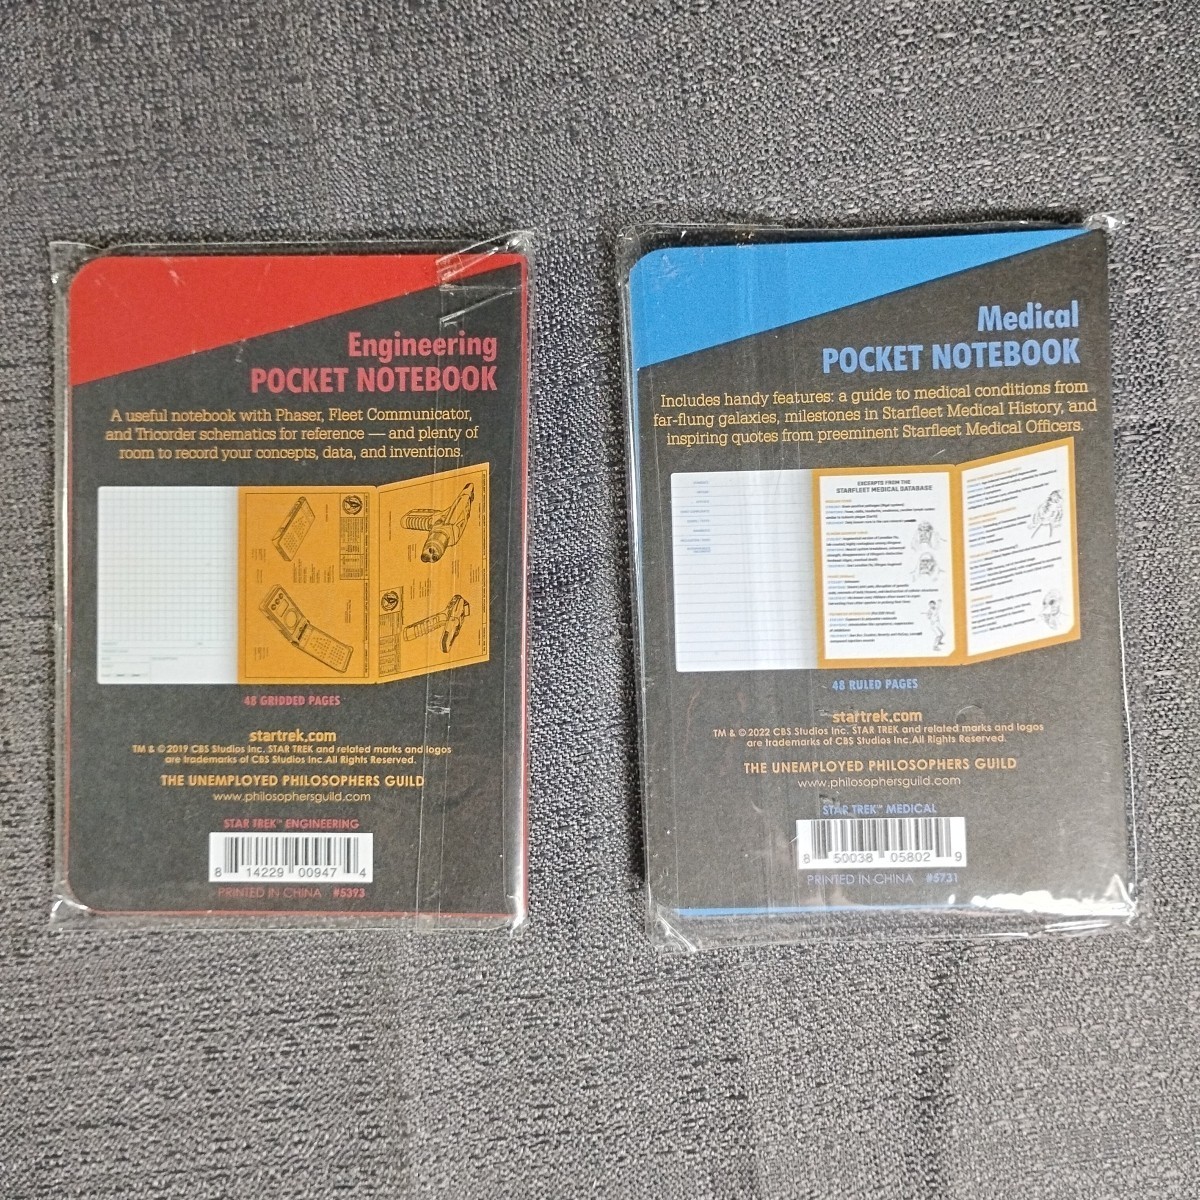 Engineering
POCKET NOTEBOOK
A useful notebook with Phaser, Fleet Communicator,
and Tricorder schematics for reference — and plenty of
room to record your concepts, data, and inventions.
48 GRIDDED PAGES
startrek.com
TM & © 2019 CBS Studios Inc. STAR TREK and related marks and logos
are trademarks of CBS Studios Inc. All Rights Reserved.
THE UNEMPLOYED PHILOSOPHERS GUILD
www.philosophersguild.com
STAR TREK™ ENGINEERING
8 14229 00947 4
PRINTED IN CHINA #5393
Medical
POCKET NOTEBOOK
Includes handy features: a guide to medical conditions from
far-flung galaxies, milestones in Starfleet Medical History, and
inspiring quotes from preeminent Starfleet Medical Officers.
EXCERPTS FROM THE
STARFLEET MEDICAL DATABASE
48 RULED PAGES
startrek.com
TM & © 2022 CBS Studios Inc. STAR TREK and related marks and logos
are trademarks of CBS Studios Inc. All Rights Reserved.
THE UNEMPLOYED PHILOSOPHERS GUILD
www.philosophersguild.com
STAR TREK™ MEDICAL
8 50038 05802 9
PRINTED IN CHINA #5731